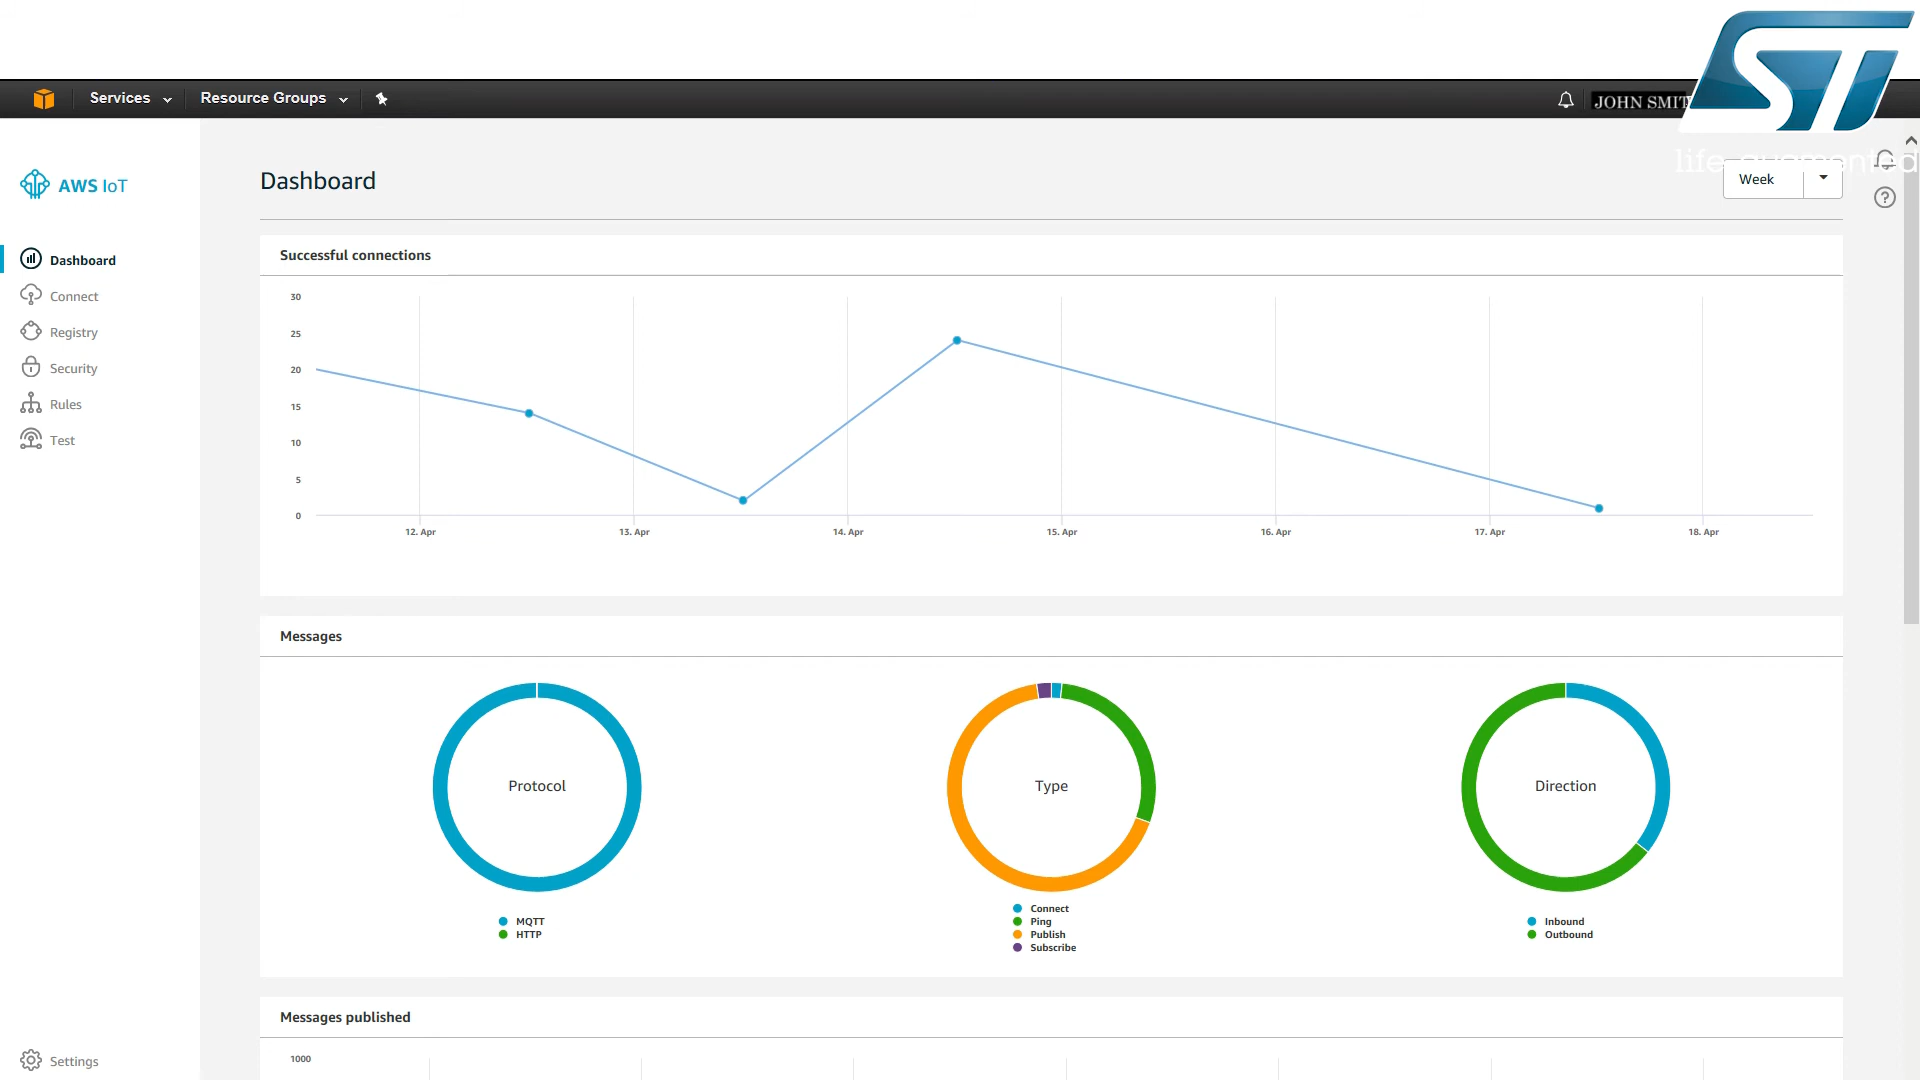 Services
Resource Groups
JOHN SMIT
ST
life.augmented
AWS IoT
Dashboard
Connect
Registry
Security
Rules
Test
Settings
Dashboard
Week
Successful connections
30
25
20
15
10
5
0
12. Apr 13. Apr 14. Apr 15. Apr 16. Apr 17. Apr 18. Apr
Messages
Protocol
MQTT
HTTP
Type
Connect
Ping
Publish
Subscribe
Direction
Inbound
Outbound
Messages published
1000